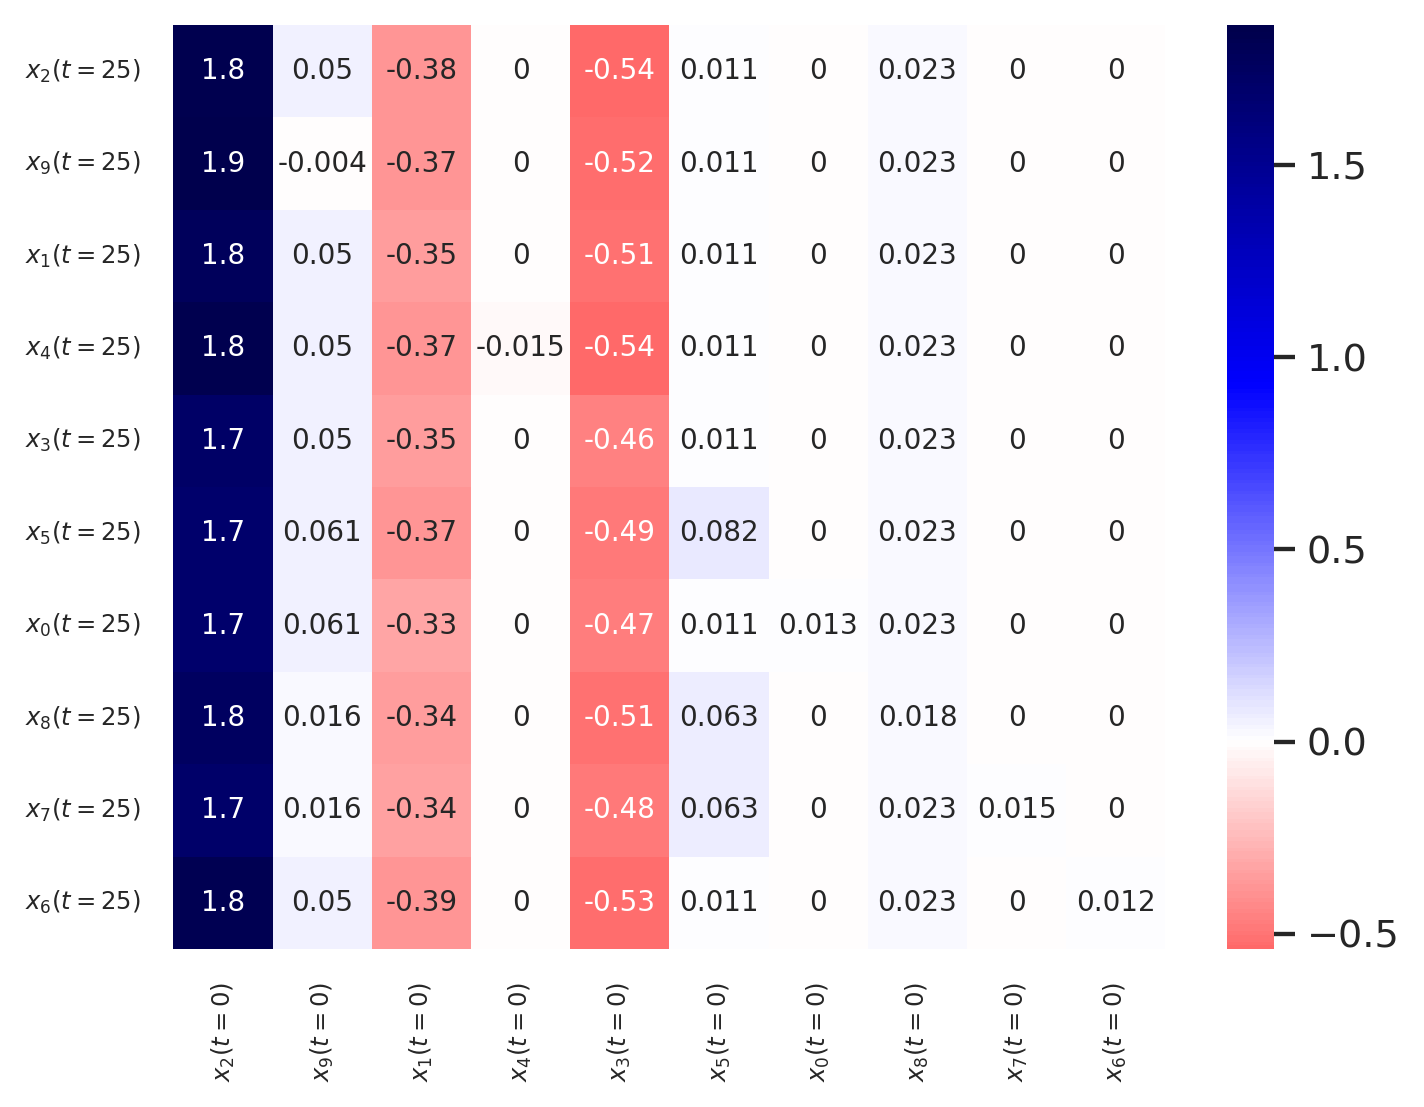 x₂(t = 25) 1.8 0.05 -0.38 0 -0.54 0.011 0 0.023 0 0
x₉(t = 25) 1.9 -0.004 -0.37 0 -0.52 0.011 0 0.023 0 0
x₁(t = 25) 1.8 0.05 -0.35 0 -0.51 0.011 0 0.023 0 0
x₄(t = 25) 1.8 0.05 -0.37 -0.015 -0.54 0.011 0 0.023 0 0
x₃(t = 25) 1.7 0.05 -0.35 0 -0.46 0.011 0 0.023 0 0
x₅(t = 25) 1.7 0.061 -0.37 0 -0.49 0.082 0 0.023 0 0
x₀(t = 25) 1.7 0.061 -0.33 0 -0.47 0.011 0.013 0.023 0 0
x₈(t = 25) 1.8 0.016 -0.34 0 -0.51 0.063 0 0.018 0 0
x₇(t = 25) 1.7 0.016 -0.34 0 -0.48 0.063 0 0.023 0.015 0
x₆(t = 25) 1.8 0.05 -0.39 0 -0.53 0.011 0 0.023 0 0.012
x₂(t = 0) x₉(t = 0) x₁(t = 0) x₄(t = 0) x₃(t = 0) x₅(t = 0) x₀(t = 0) x₈(t = 0) x₇(t = 0) x₆(t = 0)
1.5
1.0
0.5
0.0
−0.5